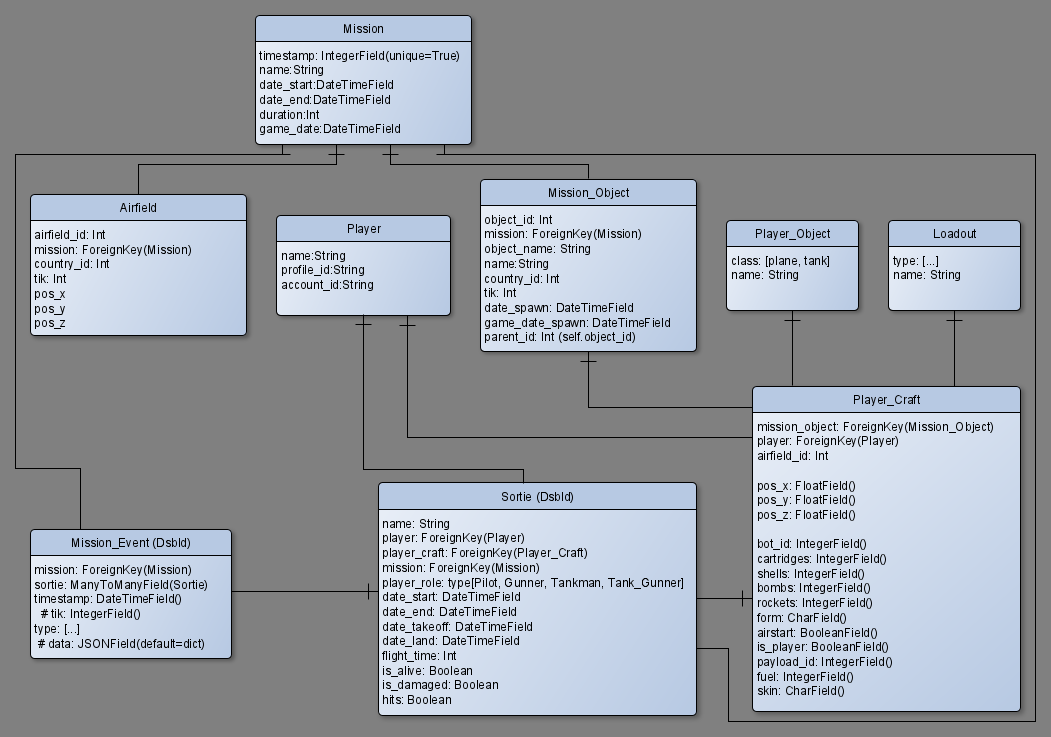 Mission
timestamp: IntegerField(unique=True)
name:String
date_start:DateTimeField
date_end:DateTimeField
duration:Int
game_date:DateTimeField
Airfield
airfield_id: Int
mission: ForeignKey(Mission)
country_id: Int
tik: Int
pos_x
pos_y
pos_z
Player
name:String
profile_id:String
account_id:String
Mission_Object
object_id: Int
mission: ForeignKey(Mission)
object_name: String
name:String
country_id: Int
tik: Int
date_spawn: DateTimeField
game_date_spawn: DateTimeField
parent_id: Int (self.object_id)
Player_Object
class: [plane, tank]
name: String
Loadout
type: [...]
name: String
Player_Craft
mission_object: ForeignKey(Mission_Object)
player: ForeignKey(Player)
airfield_id: Int
pos_x: FloatField()
pos_y: FloatField()
pos_z: FloatField()
bot_id: IntegerField()
cartridges: IntegerField()
shells: IntegerField()
bombs: IntegerField()
rockets: IntegerField()
form: CharField()
airstart: BooleanField()
is_player: BooleanField()
payload_id: IntegerField()
fuel: IntegerField()
skin: CharField()
Sortie (DsbId)
name: String
player: ForeignKey(Player)
player_craft: ForeignKey(Player_Craft)
mission: ForeignKey(Mission)
player_role: type[Pilot, Gunner, Tankman, Tank_Gunner]
date_start: DateTimeField
date_end: DateTimeField
date_takeoff: DateTimeField
date_land: DateTimeField
flight_time: Int
is_alive: Boolean
is_damaged: Boolean
hits: Boolean
Mission_Event (DsbId)
mission: ForeignKey(Mission)
sortie: ManyToManyField(Sortie)
timestamp: DateTimeField()
# tik: IntegerField()
type: [...]
# data: JSONField(default=dict)